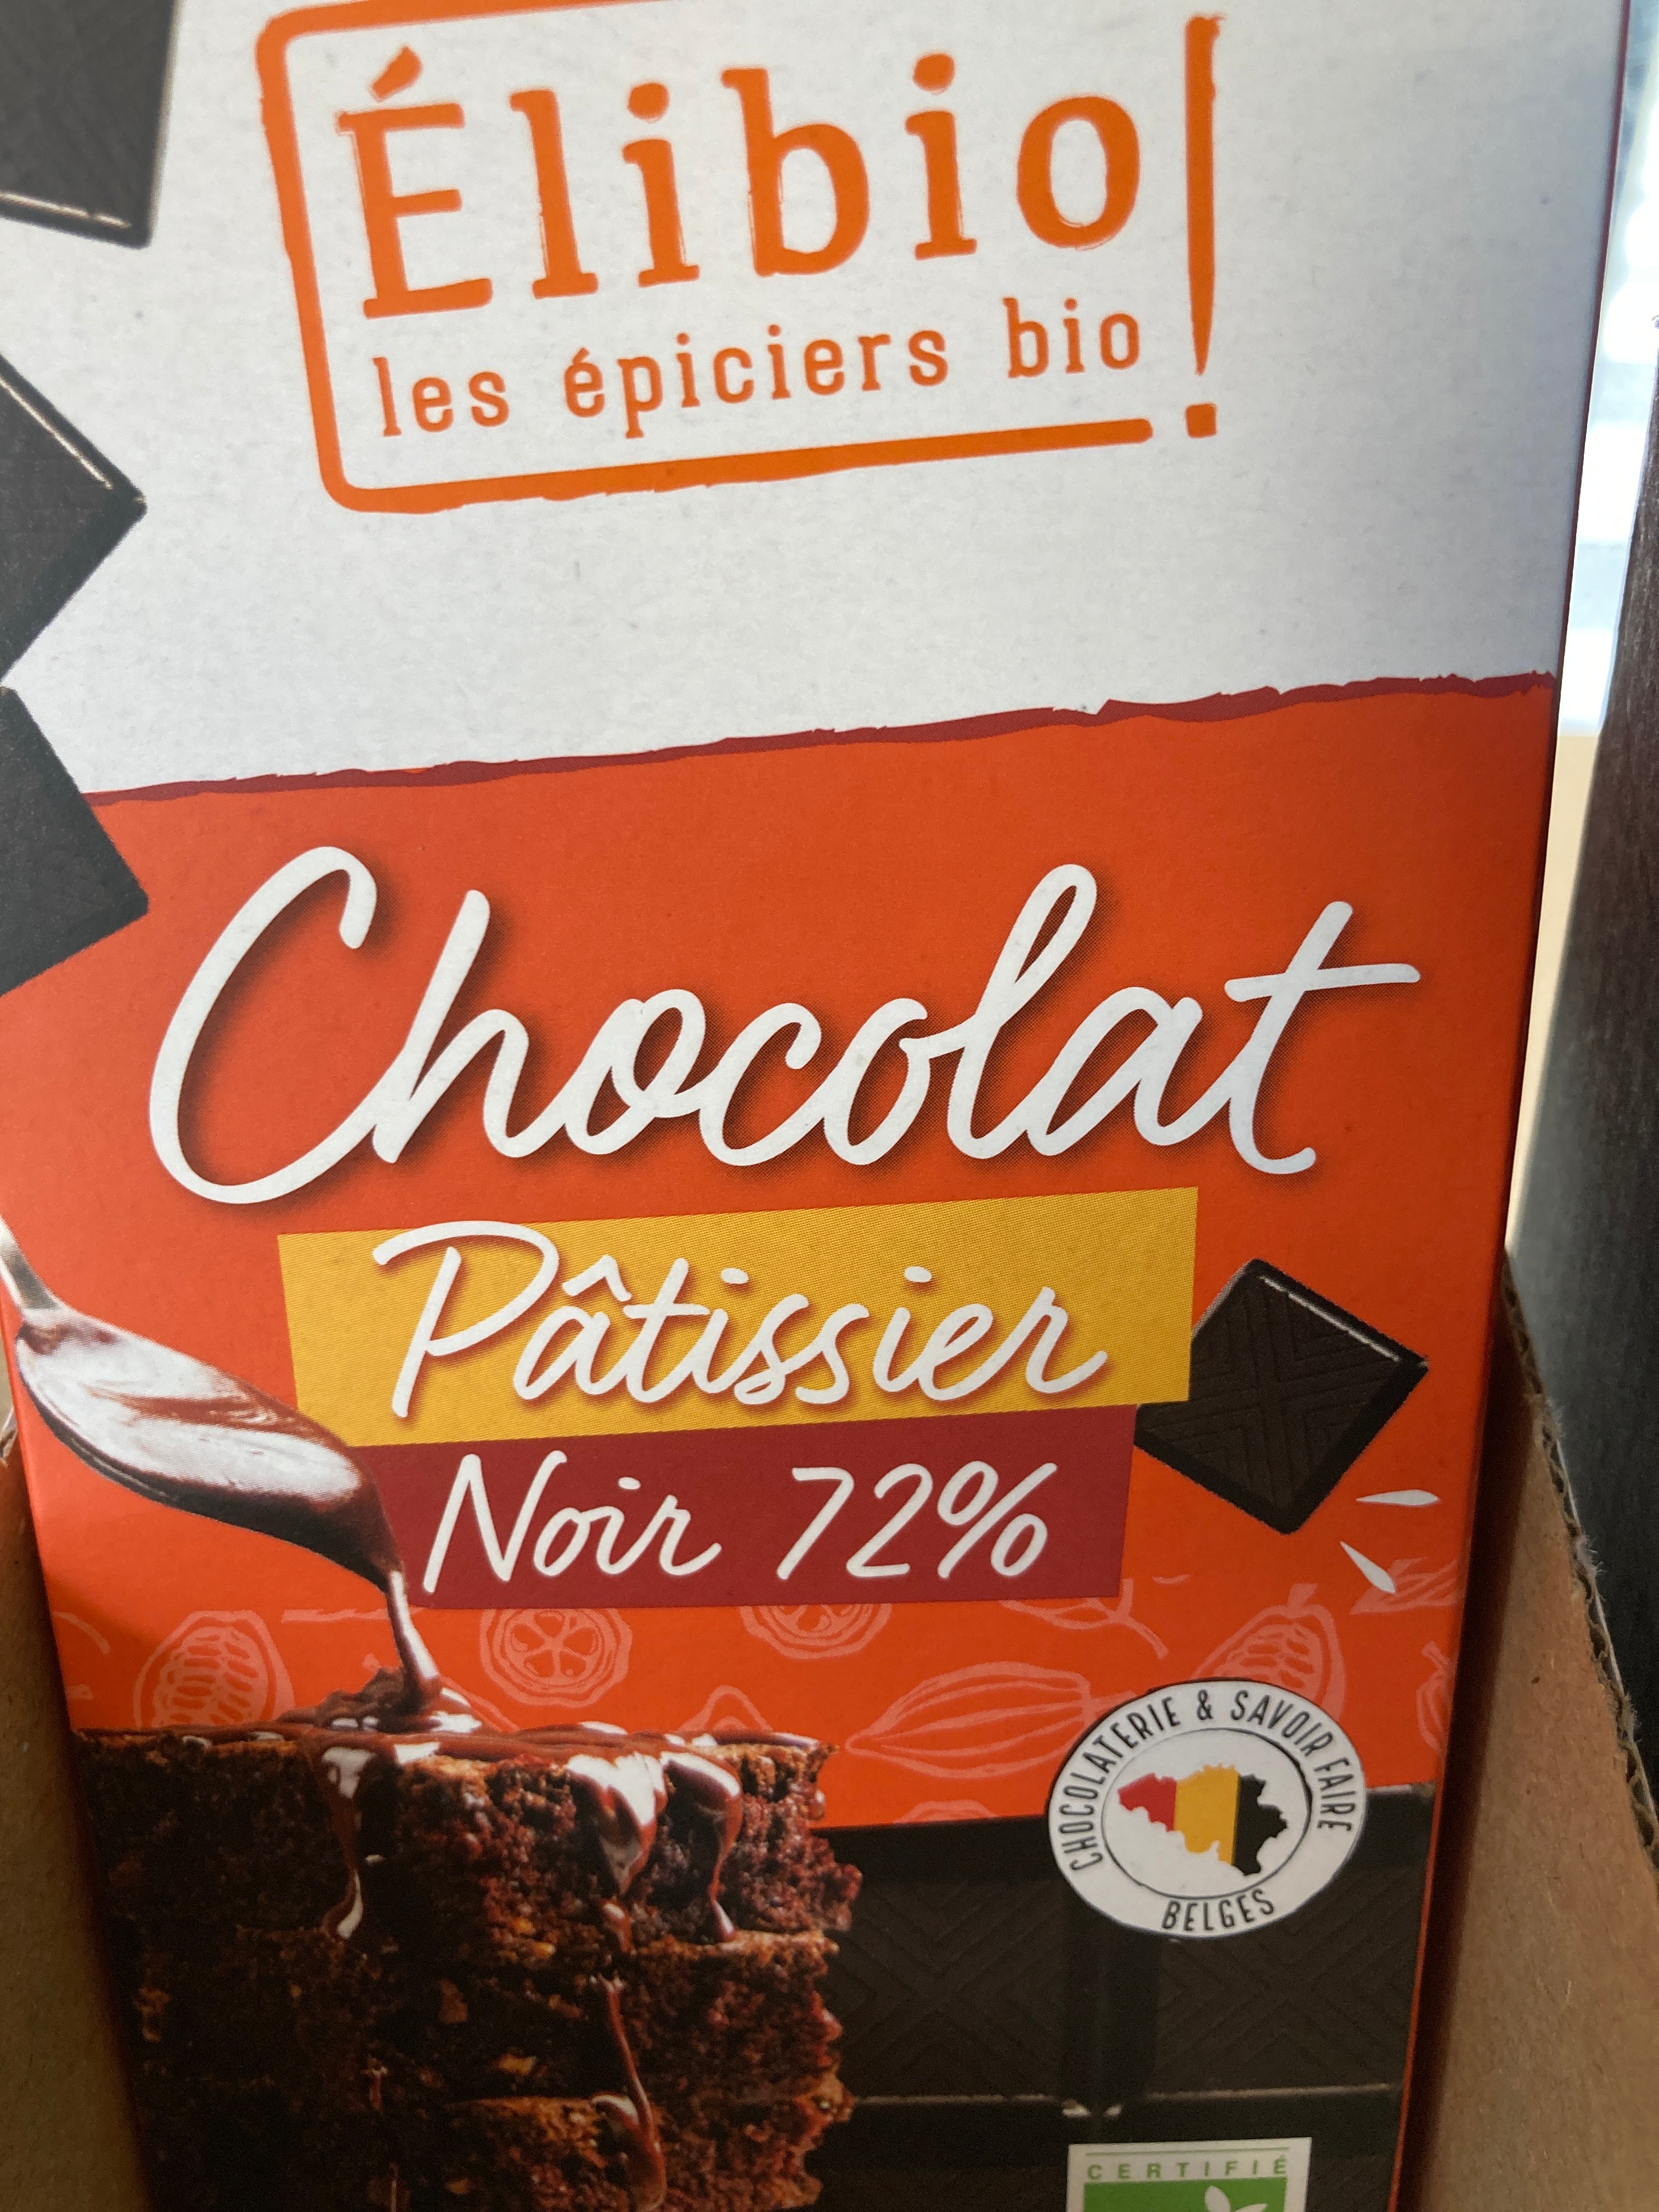 Élibio
les épiciers bio
Chocolat
Pâtissier
Noir 72%
CHOCOLATERIE & SAVOIR FAIRE
BELGES
CERTIFIÉ